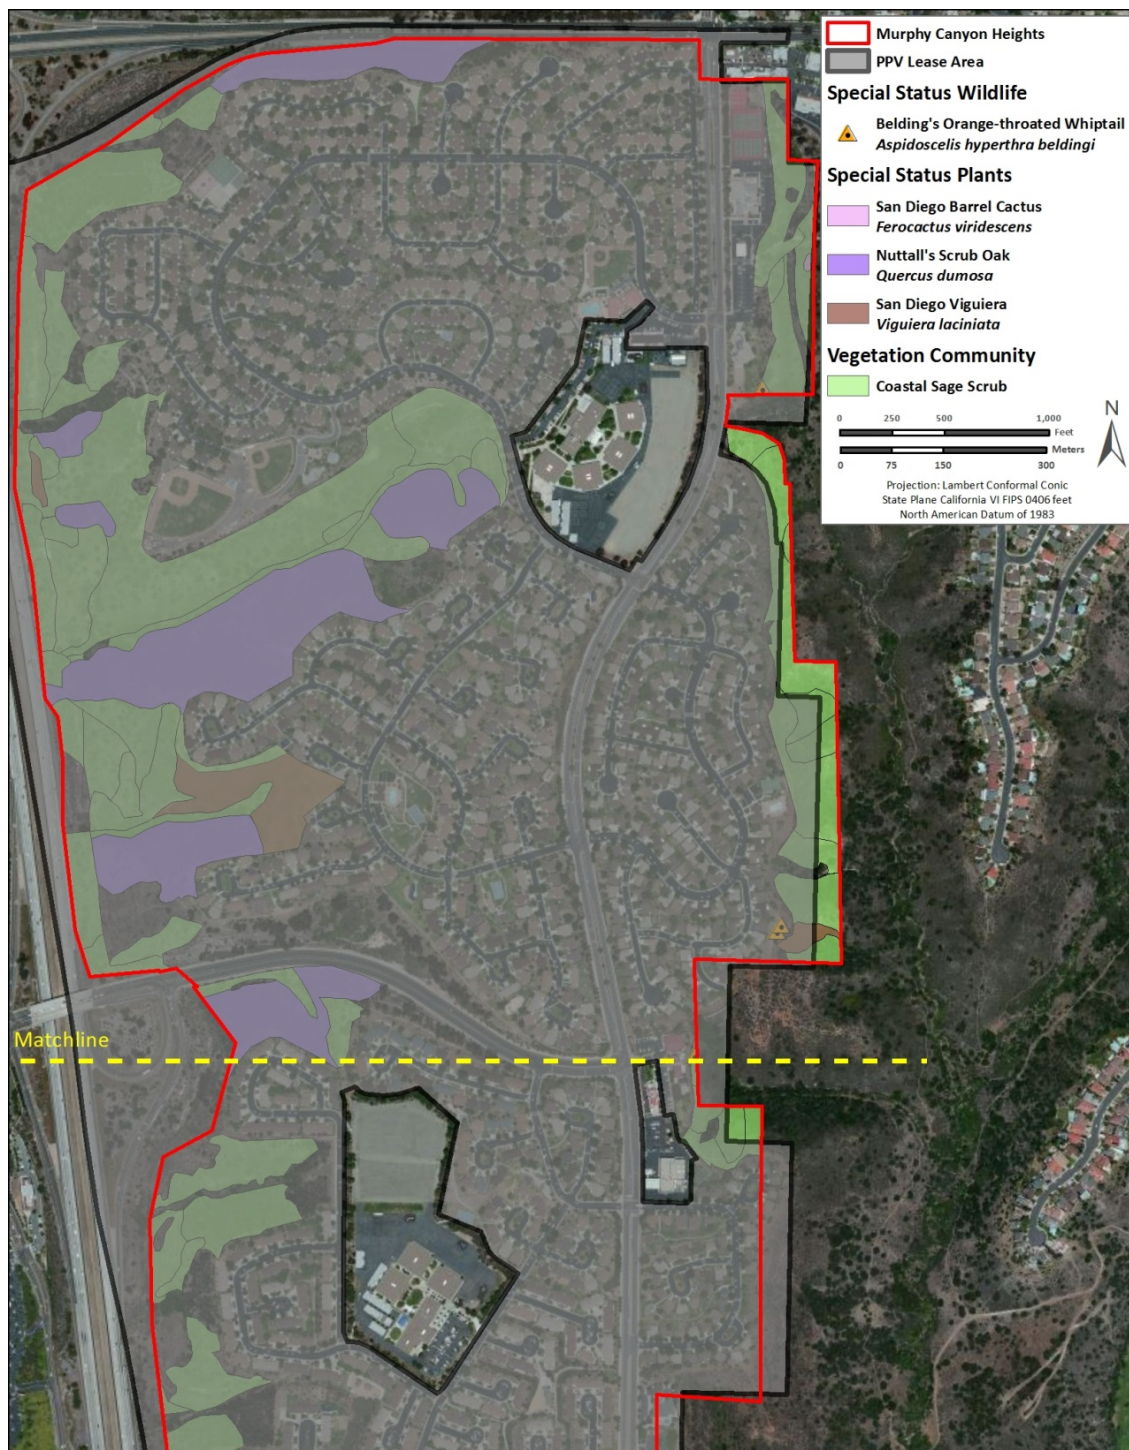 Murphy Canyon Heights
PPV Lease Area
Special Status Wildlife
Belding's Orange-throated Whiptail
Aspidoscelis hyperthra beldingi
Special Status Plants
San Diego Barrel Cactus
Ferocactus viridescens
Nuttall's Scrub Oak
Quercus dumosa
San Diego Viguiera
Viguiera laciniata
Vegetation Community
Coastal Sage Scrub
N
0 250 500 1,000
Feet
Meters
0 75 150 300
Projection: Lambert Conformal Conic
State Plane California VI FIPS 0406 feet
North American Datum of 1983
Matchline